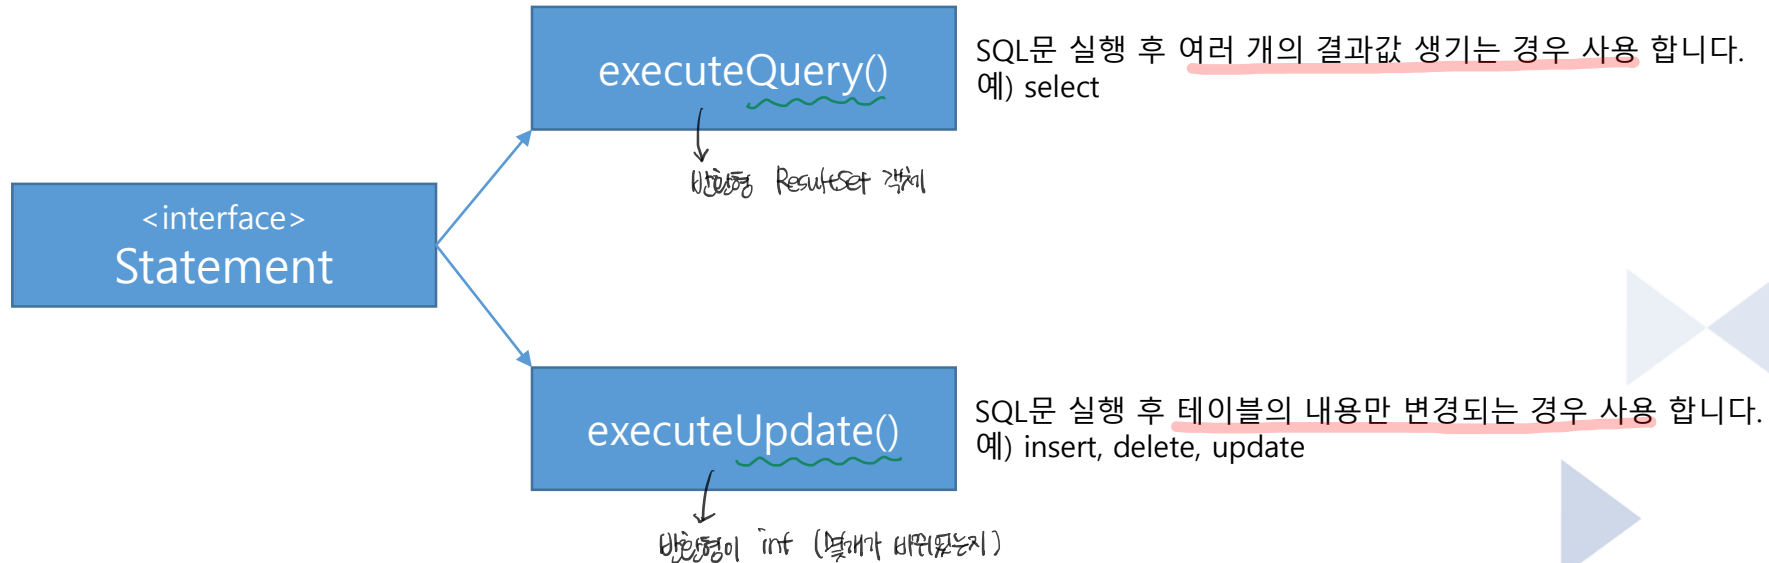 executeQuery()
SQL문 실행 후 여러 개의 결과값 생기는 경우 사용 합니다.
예) select
반환형 ResultSet 객체
<interface>
Statement
executeUpdate()
SQL문 실행 후 테이블의 내용만 변경되는 경우 사용 합니다.
예) insert, delete, update
반환형이 int (몇개가 바뀌었는지)